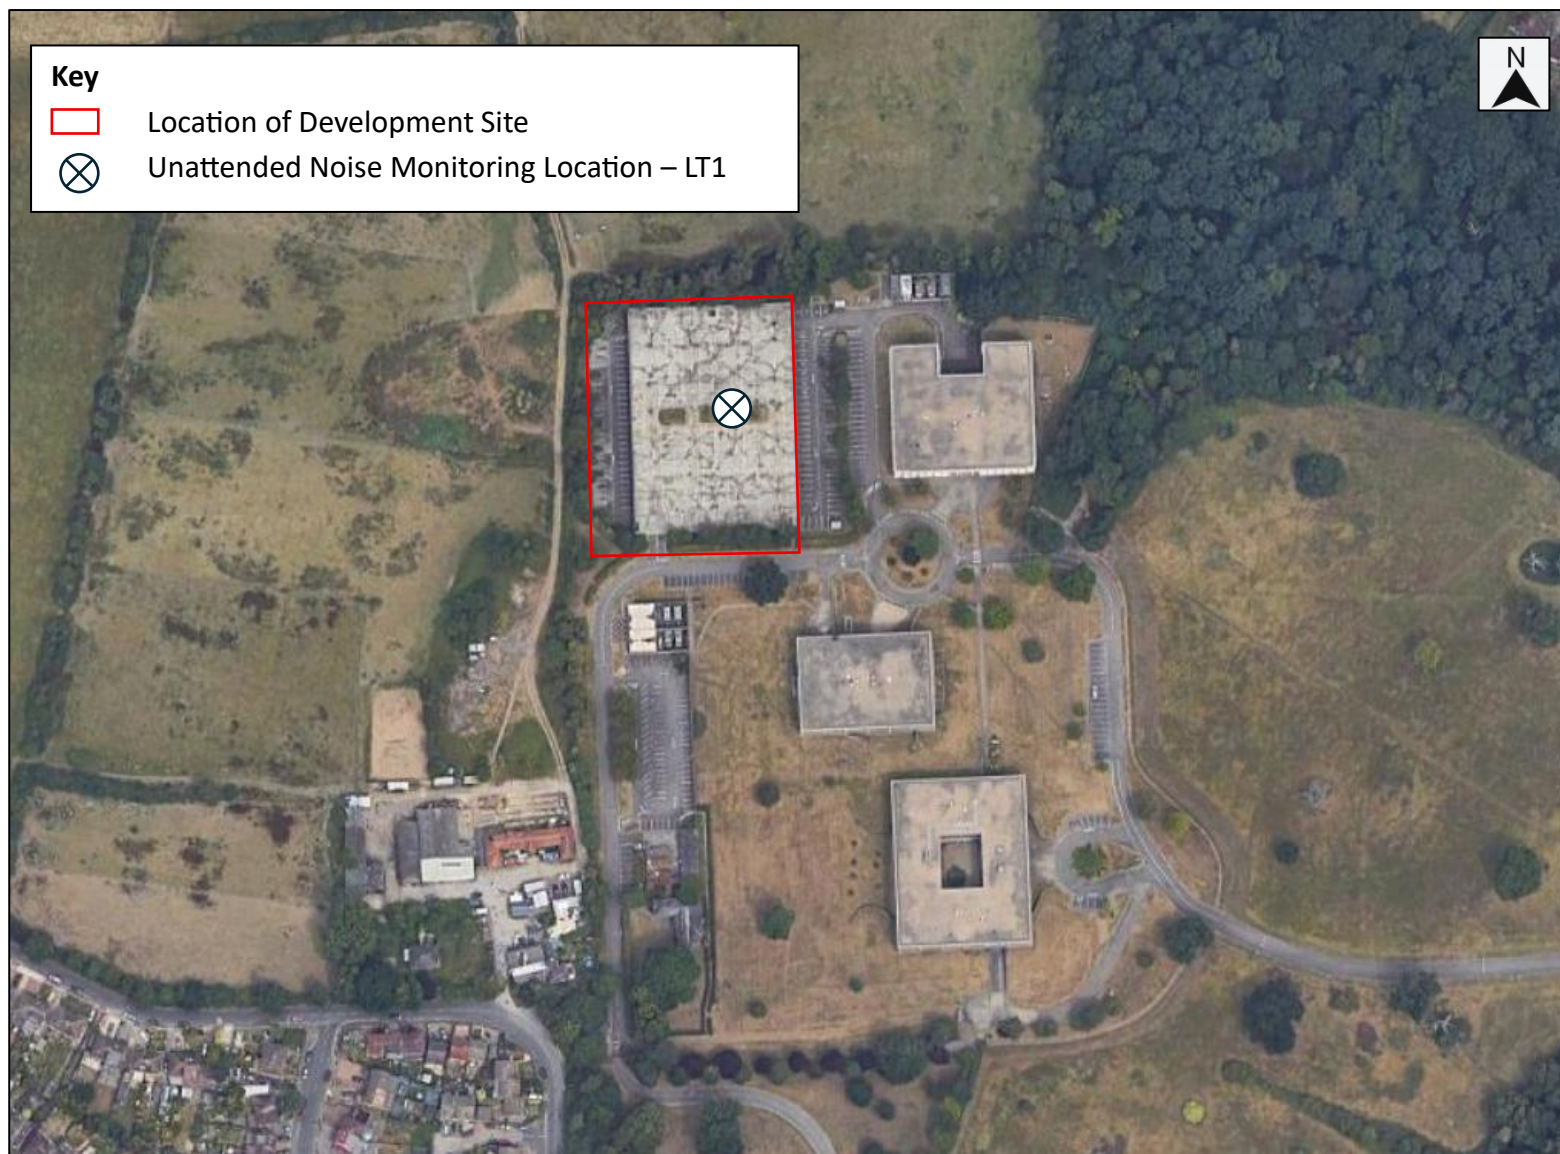 Key
N
Location of Development Site
Unattended Noise Monitoring Location – LT1